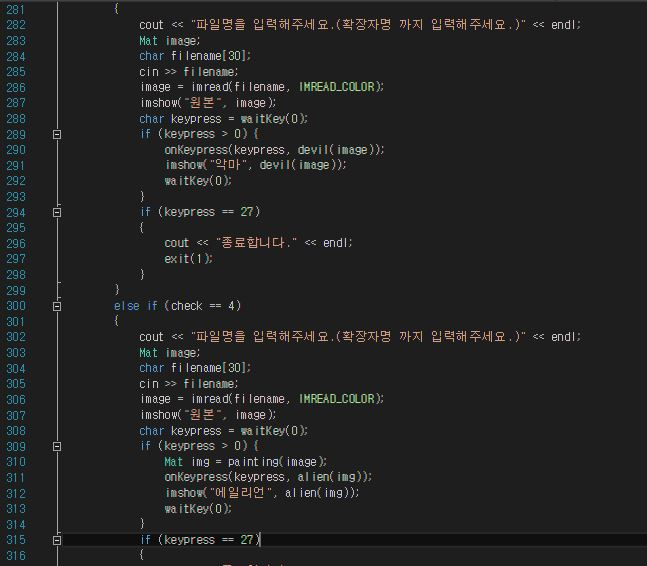 281 {
282 cout << "파일명을 입력해주세요.(확장자명 까지 입력해주세요.)" << endl;
283 Mat image;
284 char filename[30];
285 cin >> filename;
286 image = imread(filename, IMREAD_COLOR);
287 imshow("원본", image);
288 char keypress = waitKey(0);
289 if (keypress > 0) {
290 onKeypress(keypress, devil(image));
291 imshow("악마", devil(image));
292 waitKey(0);
293 }
294 if (keypress == 27)
295 {
296 cout << "종료합니다." << endl;
297 exit(1);
298 }
299 }
300 else if (check == 4)
301 {
302 cout << "파일명을 입력해주세요.(확장자명 까지 입력해주세요.)" << endl;
303 Mat image;
304 char filename[30];
305 cin >> filename;
306 image = imread(filename, IMREAD_COLOR);
307 imshow("원본", image);
308 char keypress = waitKey(0);
309 if (keypress > 0) {
310 Mat img = painting(image);
311 onKeypress(keypress, alien(img));
312 imshow("에일리언", alien(img));
313 waitKey(0);
314 }
315 if (keypress == 27)
316 {